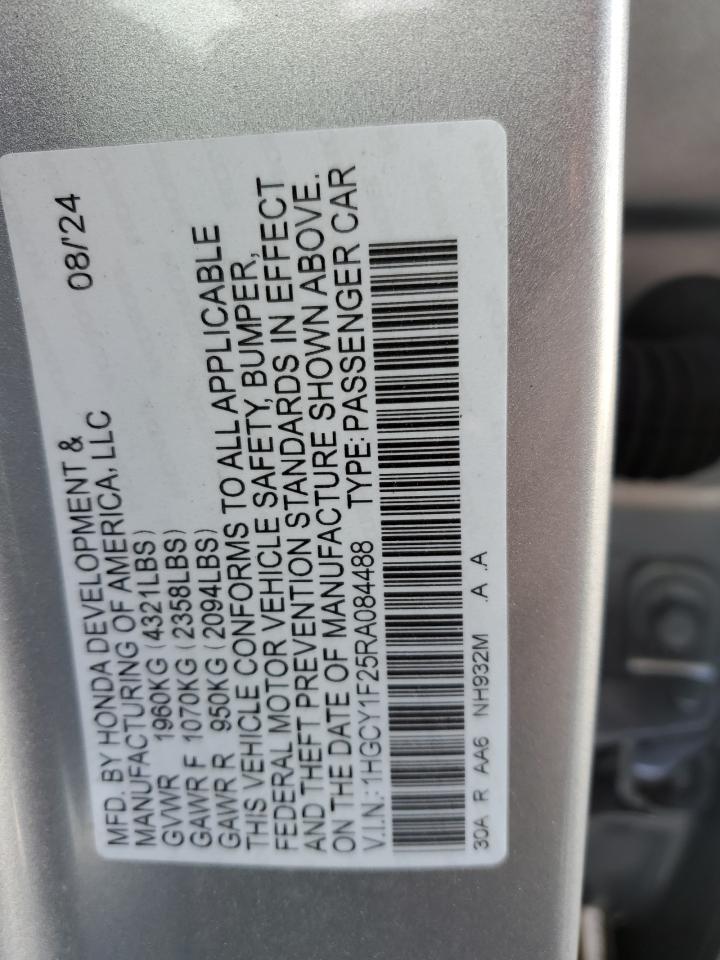 MFD. BY HONDA DEVELOPMENT &
MANUFACTURING OF AMERICA, LLC 08/'24
GVWR 1960KG (4321LBS)
GAWR F 1070KG (2358LBS)
GAWR R 950KG (2094LBS)
THIS VEHICLE CONFORMS TO ALL APPLICABLE
FEDERAL MOTOR VEHICLE SAFETY, BUMPER,
AND THEFT PREVENTION STANDARDS IN EFFECT
ON THE DATE OF MANUFACTURE SHOWN ABOVE.
V.I.N.: 1HGCY1F25RA084488 TYPE: PASSENGER CAR
3QA R AA6 NH932M .A .A